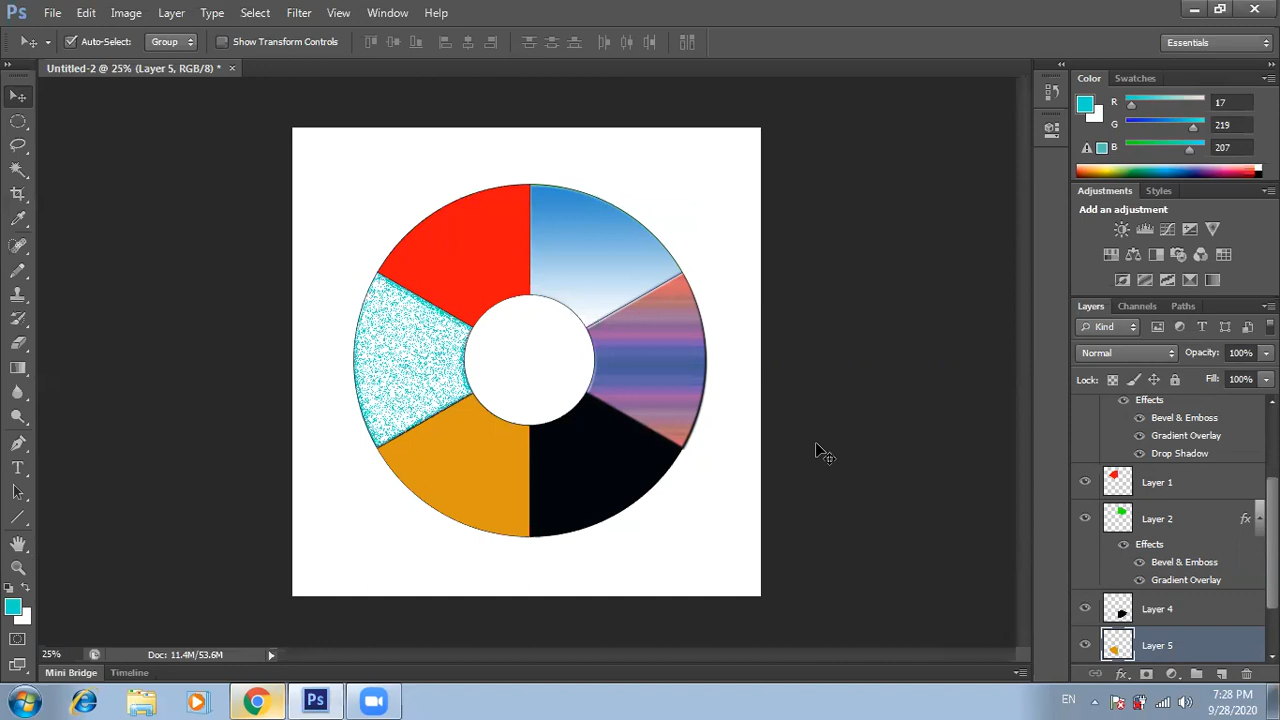 Ps File Edit Image Layer Type Select Filter View Window Help
Auto-Select: Group Show Transform Controls Essentials
Untitled-2 @ 25% (Layer 5, RGB/8) *
Color Swatches
R 17
G 219
B 207
Adjustments Styles
Add an adjustment
Layers Channels Paths
Kind
Normal Opacity: 100%
Lock: Fill: 100%
Effects
Bevel & Emboss
Gradient Overlay
Drop Shadow
Layer 1
Layer 2 fx
Effects
Bevel & Emboss
Gradient Overlay
Layer 4
Layer 5
25% Doc: 11.4M/53.6M
Mini Bridge Timeline
Ps EN 7:28 PM
9/28/2020